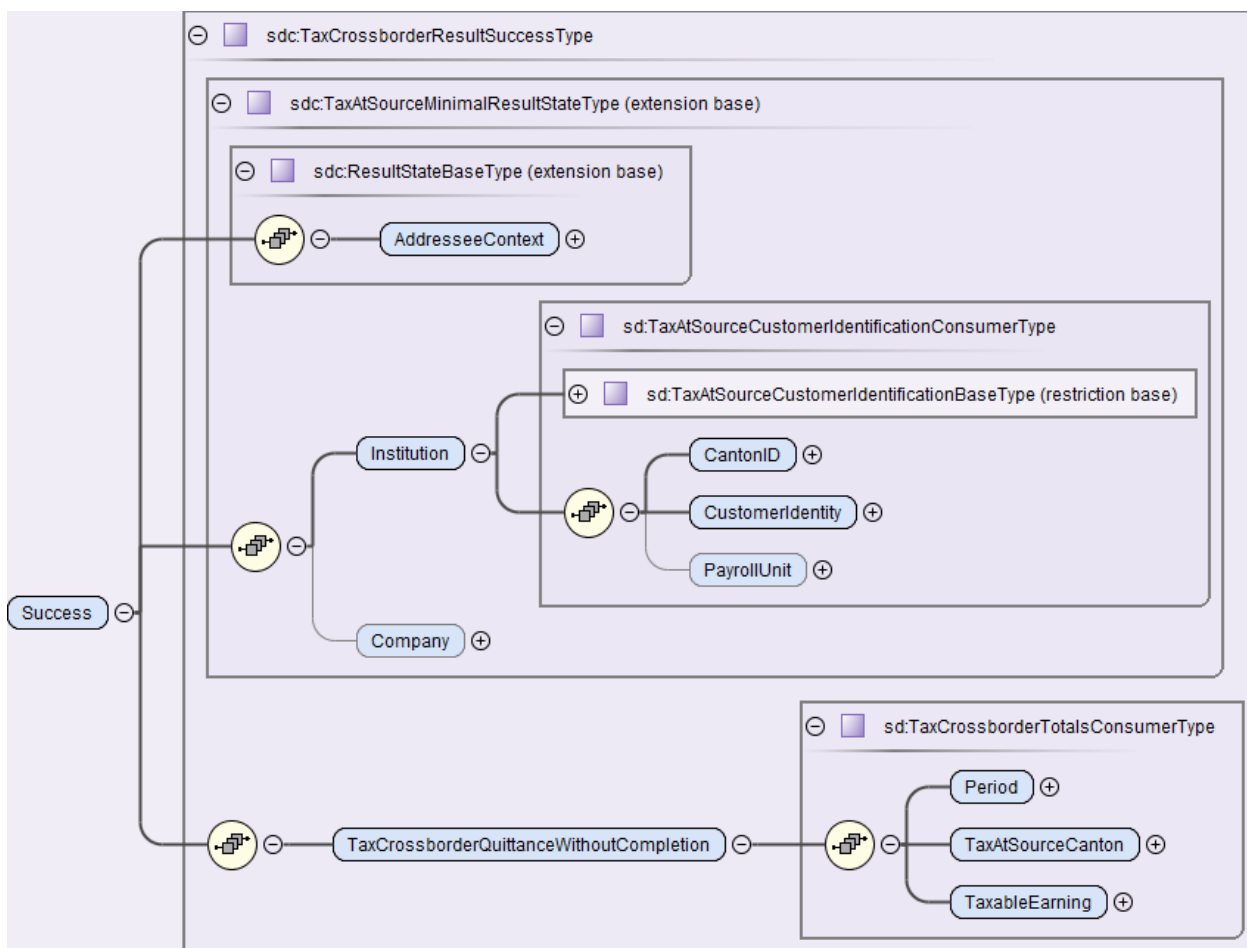 sdc:TaxCrossborderResultSuccessType
sdc:TaxAtSourceMinimalResultStateType (extension base)
sdc:ResultStateBaseType (extension base)
AddresseeContext
sd:TaxAtSourceCustomerIdentificationConsumerType
sd:TaxAtSourceCustomerIdentificationBaseType (restriction base)
Institution
CantonID
CustomerIdentity
PayrollUnit
Success
Company
sd:TaxCrossborderTotalsConsumerType
Period
TaxCrossborderQuittanceWithoutCompletion
TaxAtSourceCanton
TaxableEarning